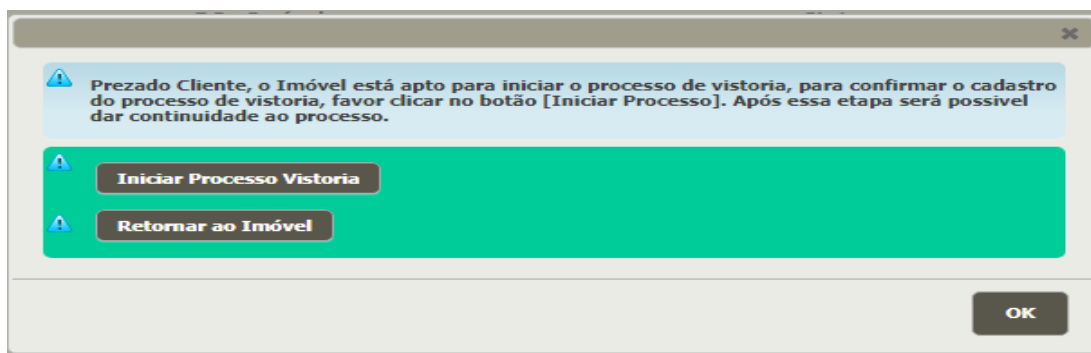 Prezado Cliente, o Imóvel está apto para iniciar o processo de vistoria, para confirmar o cadastro
do processo de vistoria, favor clicar no botão [Iniciar Processo]. Após essa etapa será possivel
dar continuidade ao processo.
Iniciar Processo Vistoria
Retornar ao Imóvel
OK